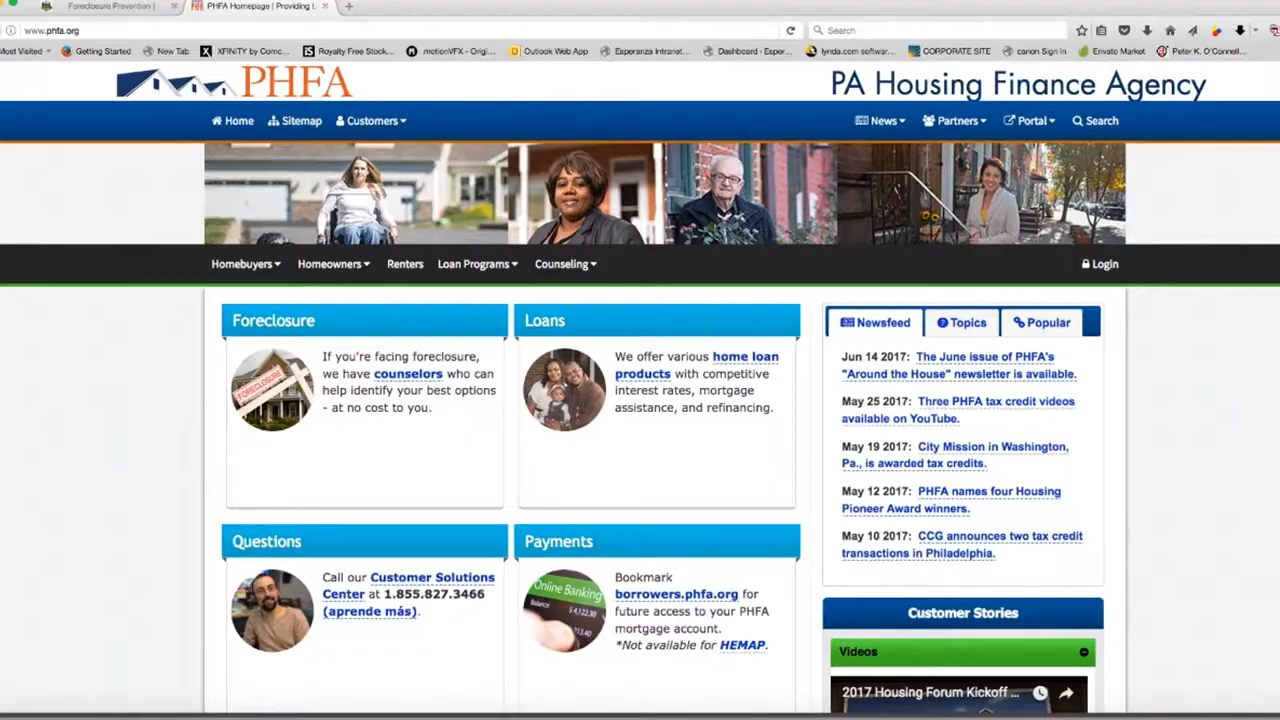 Foreclosure Prevention |
PHFA Homepage | Providing l
www.phfa.org
Search
Most Visited
Getting Started
New Tab
XFINITY by Comc...
Royalty Free Stock...
motionVFX - Origi...
Outlook Web App
Esperanza Intranet...
Dashboard - Esper...
lynda.com softwar...
CORPORATE SITE
canon Sign In
Envato Market
Peter K. O'Connell...
PHFA
PA Housing Finance Agency
Home
Sitemap
Customers
News
Partners
Portal
Search
Homebuyers
Homeowners
Renters
Loan Programs
Counseling
Login
Foreclosure
FORECLOSURE
If you're facing foreclosure,
we have counselors who can
help identify your best options
- at no cost to you.
Loans
We offer various home loan
products with competitive
interest rates, mortgage
assistance, and refinancing.
Newsfeed
Topics
Popular
Jun 14 2017: The June issue of PHFA's
"Around the House" newsletter is available.
May 25 2017: Three PHFA tax credit videos
available on YouTube.
May 19 2017: City Mission in Washington,
Pa., is awarded tax credits.
May 12 2017: PHFA names four Housing
Pioneer Award winners.
May 10 2017: CCG announces two tax credit
transactions in Philadelphia.
Questions
Call our Customer Solutions
Center at 1.855.827.3466
(aprende más).
Payments
Online Banking
Balance
$4,122.30
Bookmark
borrowers.phfa.org for
future access to your PHFA
mortgage account.
*Not available for HEMAP.
Customer Stories
Videos
2017 Housing Forum Kickoff ...